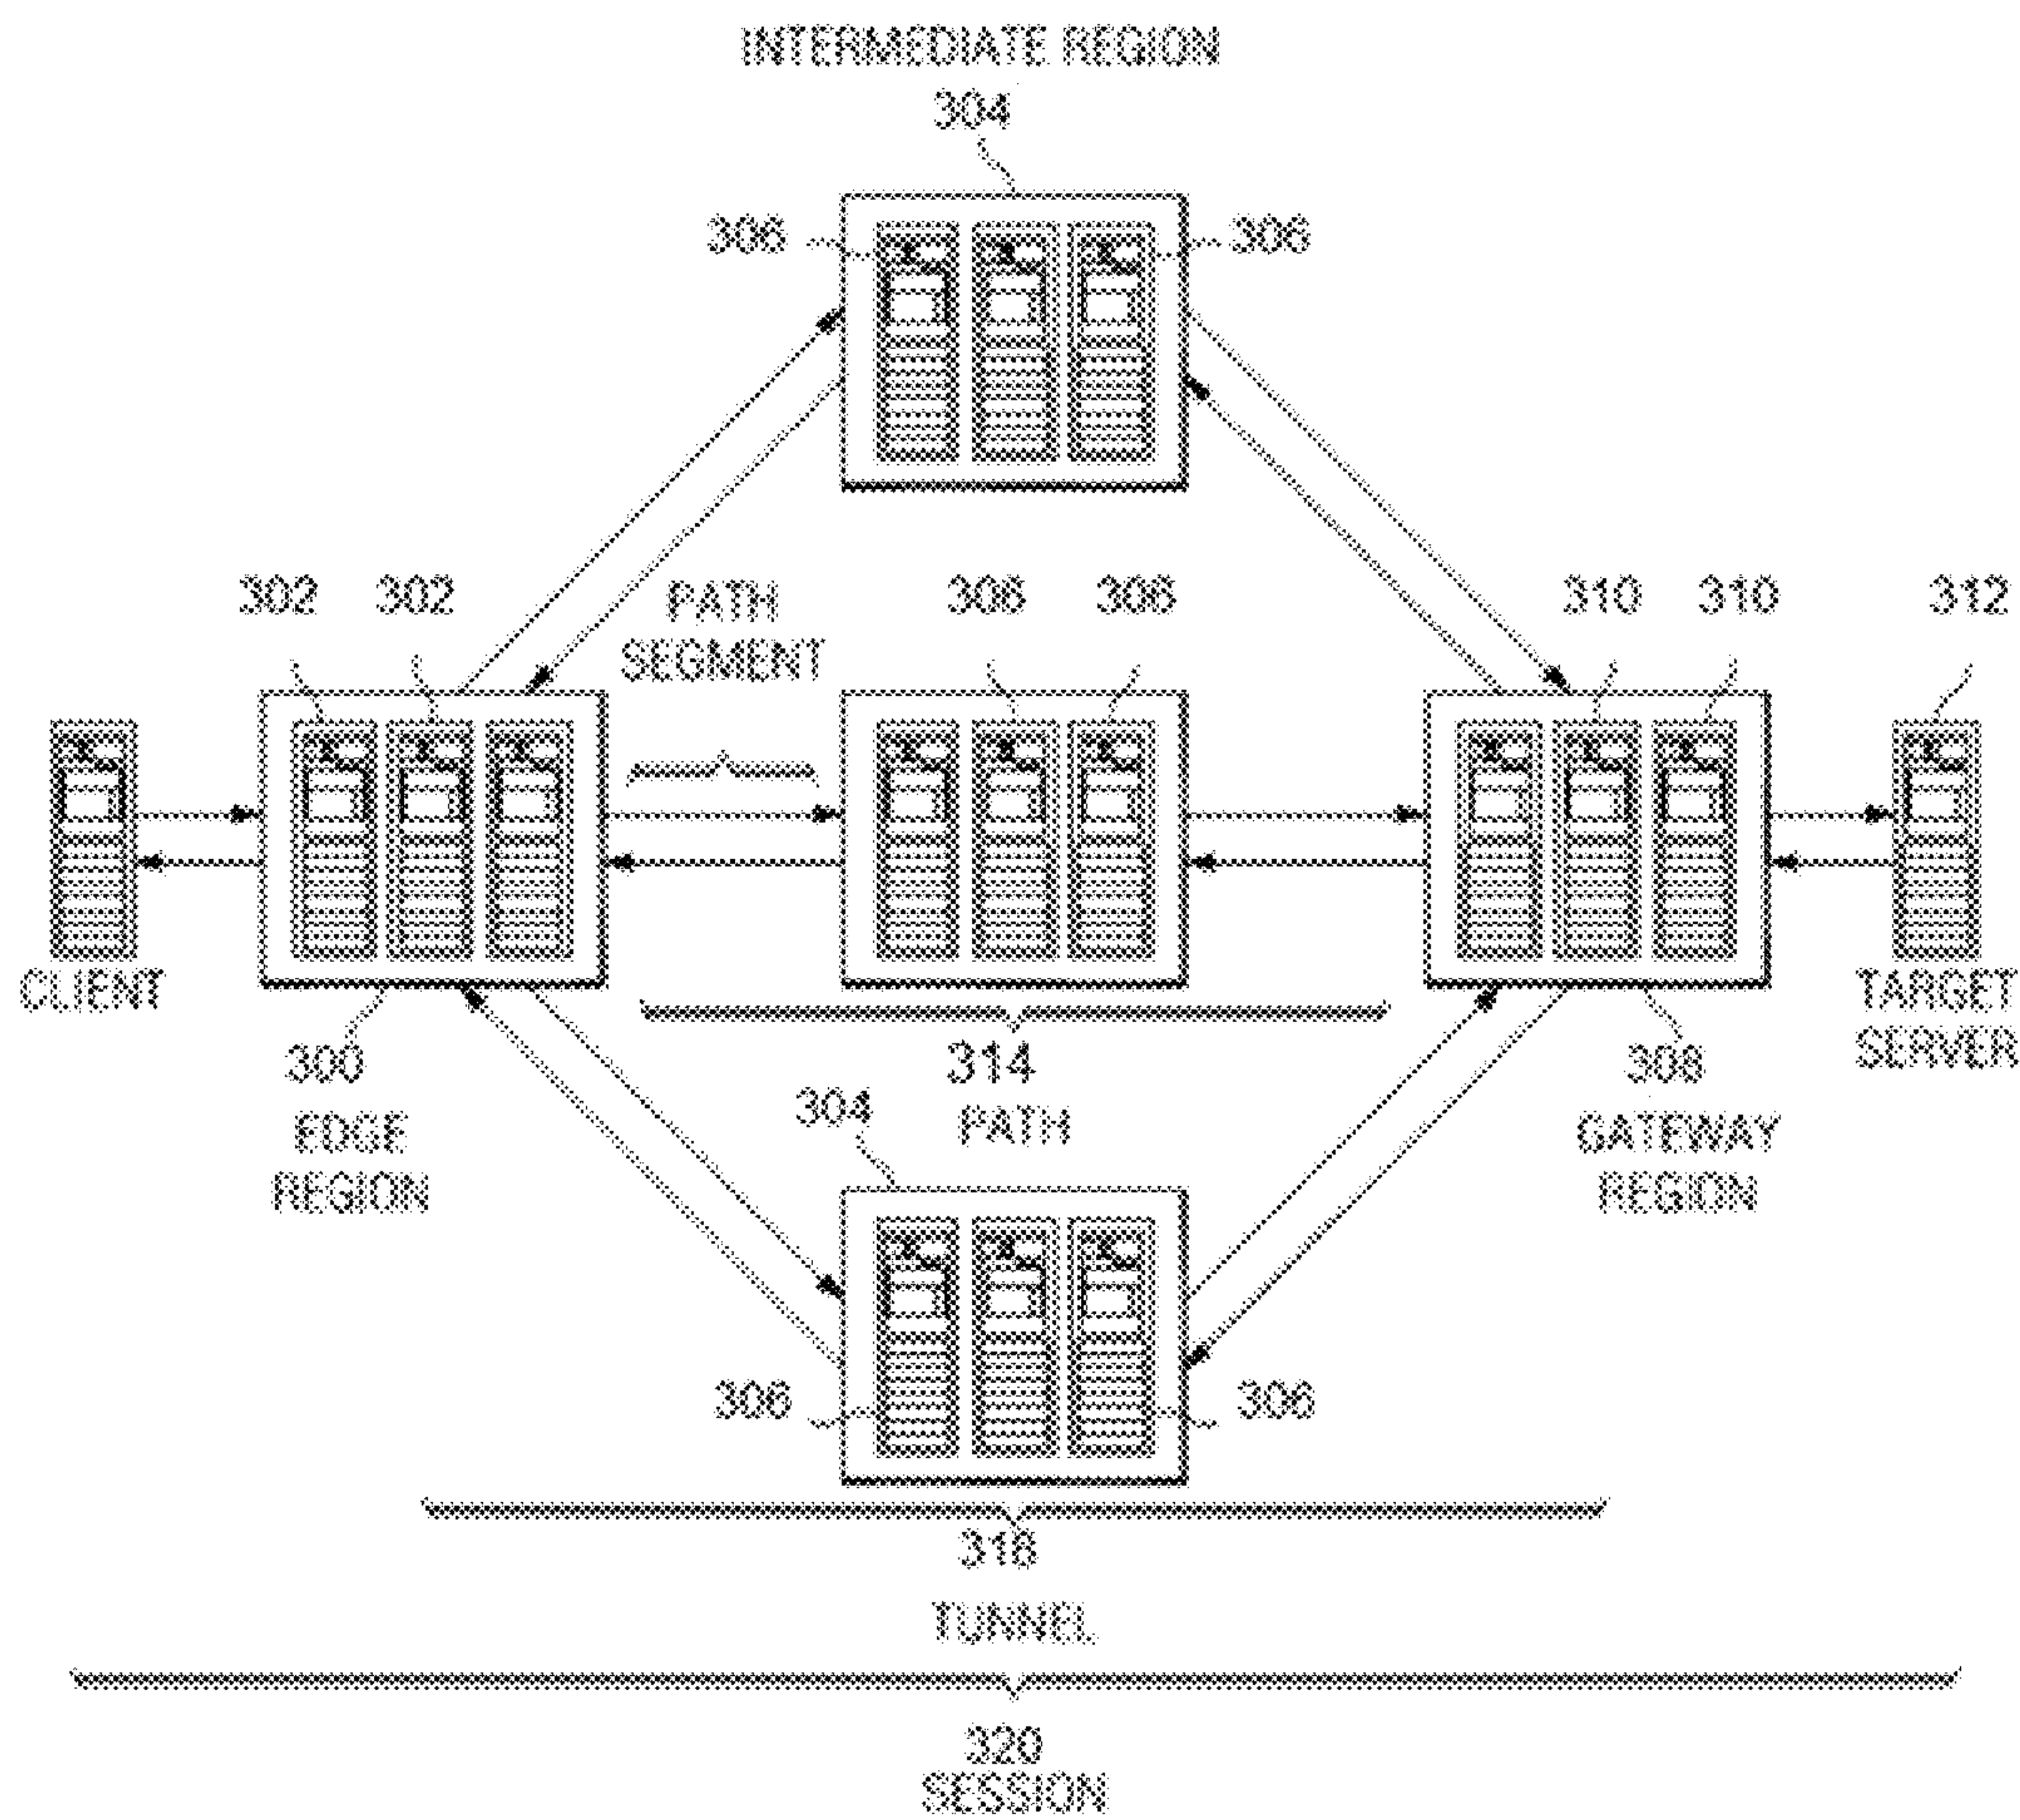 INTERMEDIATE REGION
304
306 306
302 302 PATH SEGMENT 306 306 310 310 312
CLIENT
300
EDGE
REGION
314
PATH
304
308
GATEWAY
REGION
TARGET
SERVER
306 306
318
TUNNEL
320
SESSION